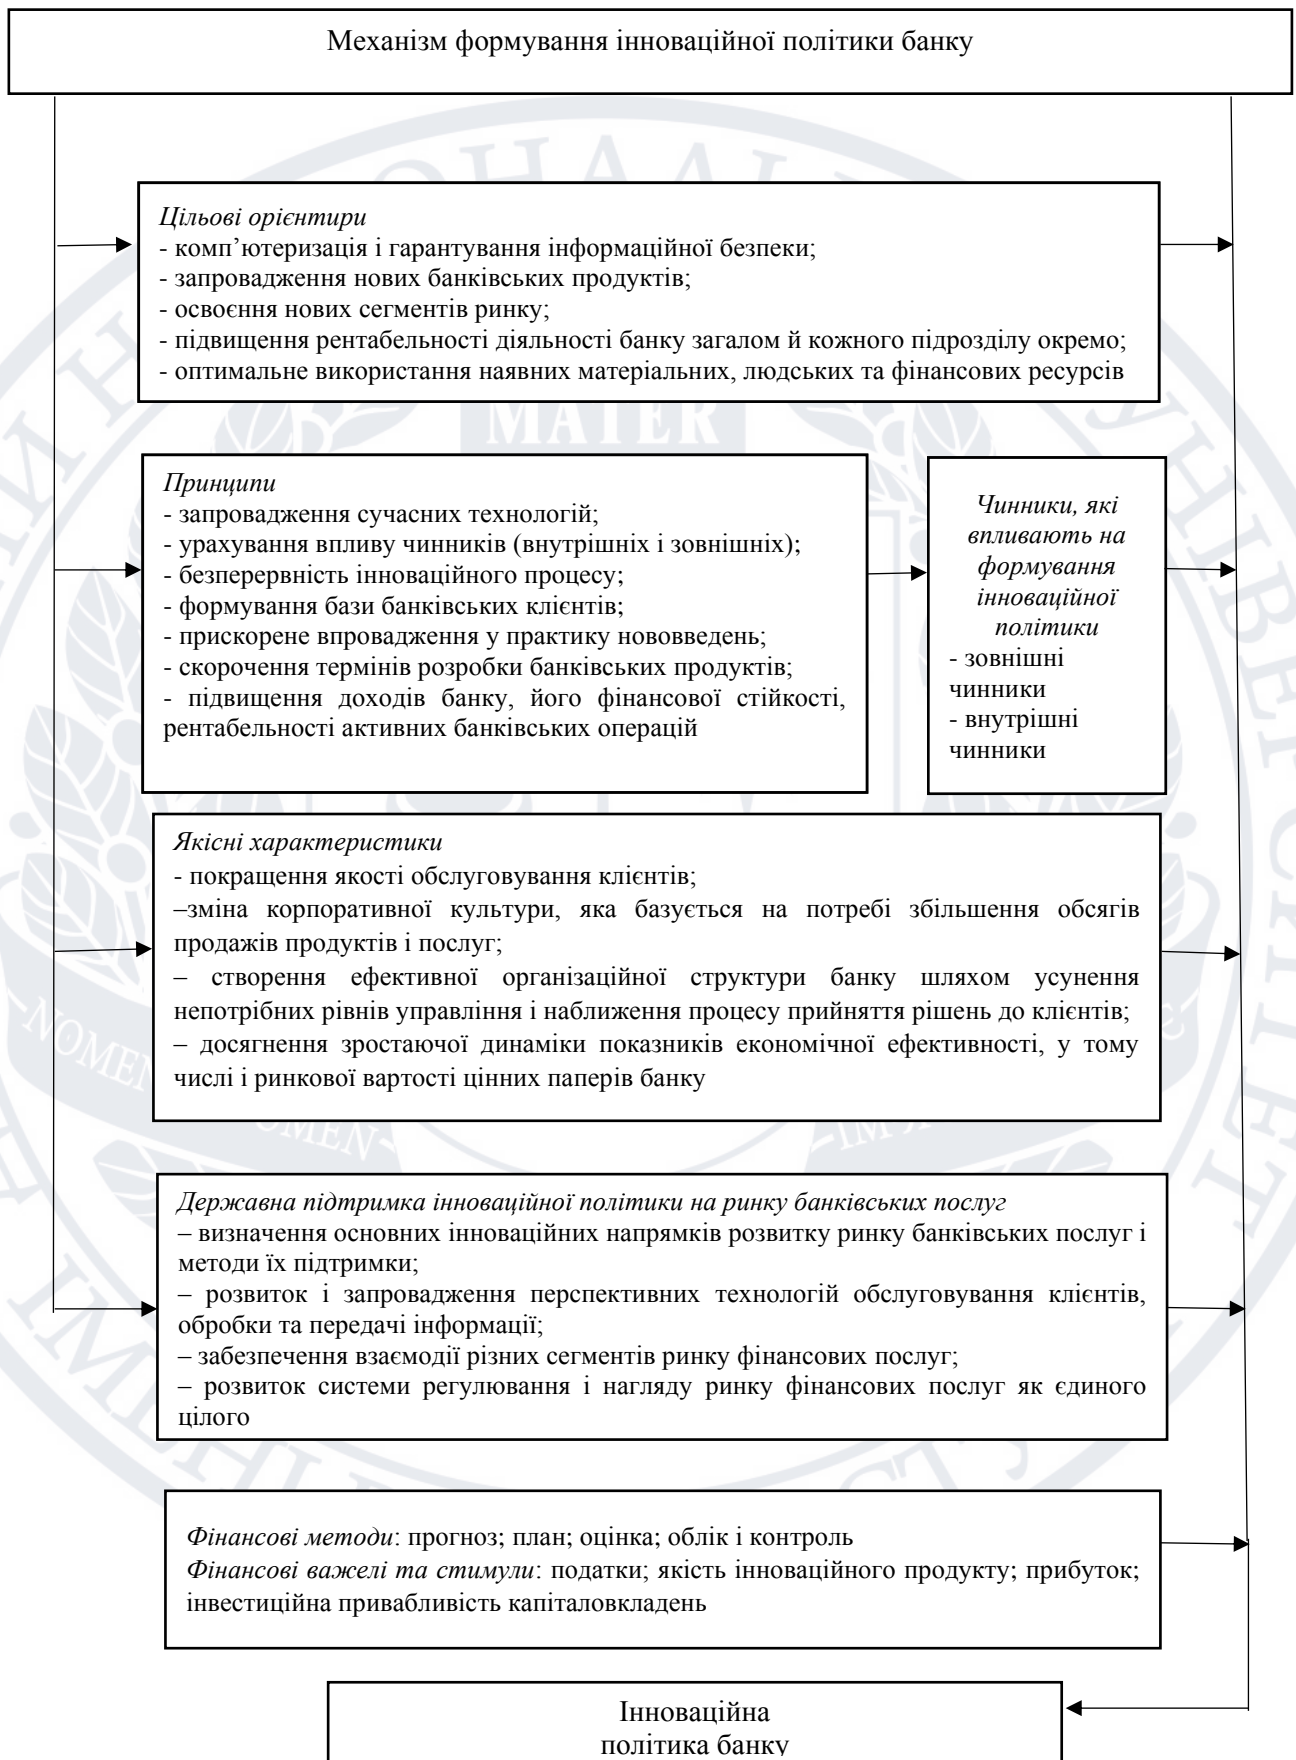 Механізм формування інноваційної політики банку
Цільові орієнтири
- комп’ютеризація і гарантування інформаційної безпеки;
- запровадження нових банківських продуктів;
- освоєння нових сегментів ринку;
- підвищення рентабельності діяльності банку загалом й кожного підрозділу окремо;
- оптимальне використання наявних матеріальних, людських та фінансових ресурсів
MATER
Принципи
- запровадження сучасних технологій;
- урахування впливу чинників (внутрішніх і зовнішніх);
- безперервність інноваційного процесу;
- формування бази банківських клієнтів;
- прискорене впровадження у практику нововведень;
- скорочення термінів розробки банківських продуктів;
- підвищення доходів банку, його фінансової стійкості,
рентабельності активних банківських операцій
Чинники, які
впливають на
формування
інноваційної
політики
- зовнішні
чинники
- внутрішні
чинники
Якісні характеристики
- покращення якості обслуговування клієнтів;
–зміна корпоративної культури, яка базується на потребі збільшення обсягів
продажів продуктів і послуг;
– створення ефективної організаційної структури банку шляхом усунення
непотрібних рівнів управління і наближення процесу прийняття рішень до клієнтів;
– досягнення зростаючої динаміки показників економічної ефективності, у тому
числі і ринкової вартості цінних паперів банку
Державна підтримка інноваційної політики на ринку банківських послуг
– визначення основних інноваційних напрямків розвитку ринку банківських послуг і
методи їх підтримки;
– розвиток і запровадження перспективних технологій обслуговування клієнтів,
обробки та передачі інформації;
– забезпечення взаємодії різних сегментів ринку фінансових послуг;
– розвиток системи регулювання і нагляду ринку фінансових послуг як єдиного
цілого
Фінансові методи: прогноз; план; оцінка; облік і контроль
Фінансові важелі та стимули: податки; якість інноваційного продукту; прибуток;
інвестиційна привабливість капіталовкладень
Інноваційна
політика банку